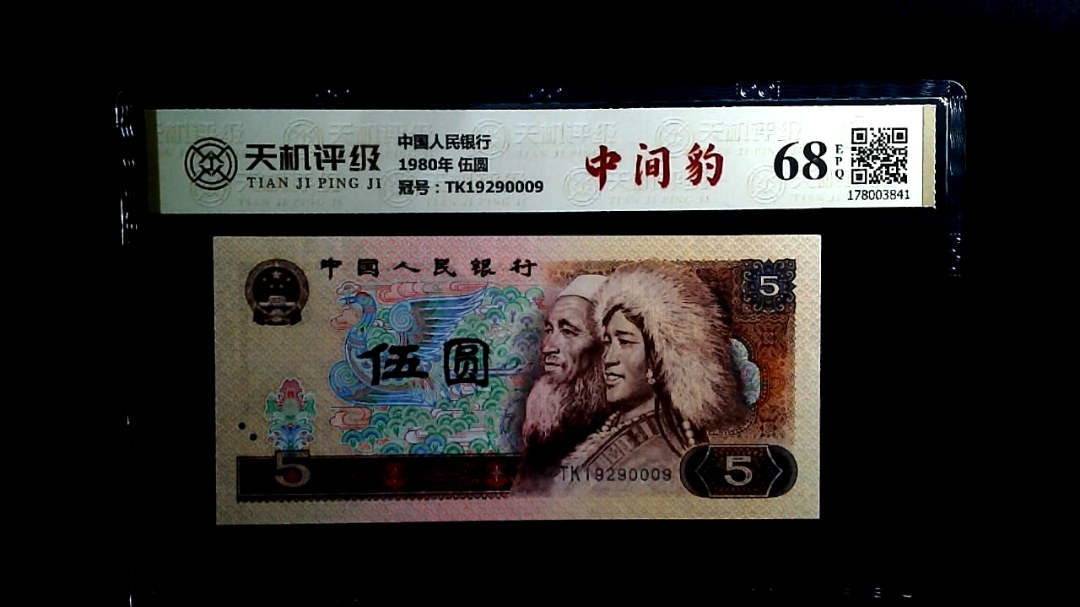 天机评级
TIAN JI PING JI
中国人民银行
1980年 伍圆
冠号：TK19290009
中间豹
68
EPQ
178003841
中国人民银行
5
伍圆
5
TK19290009
5